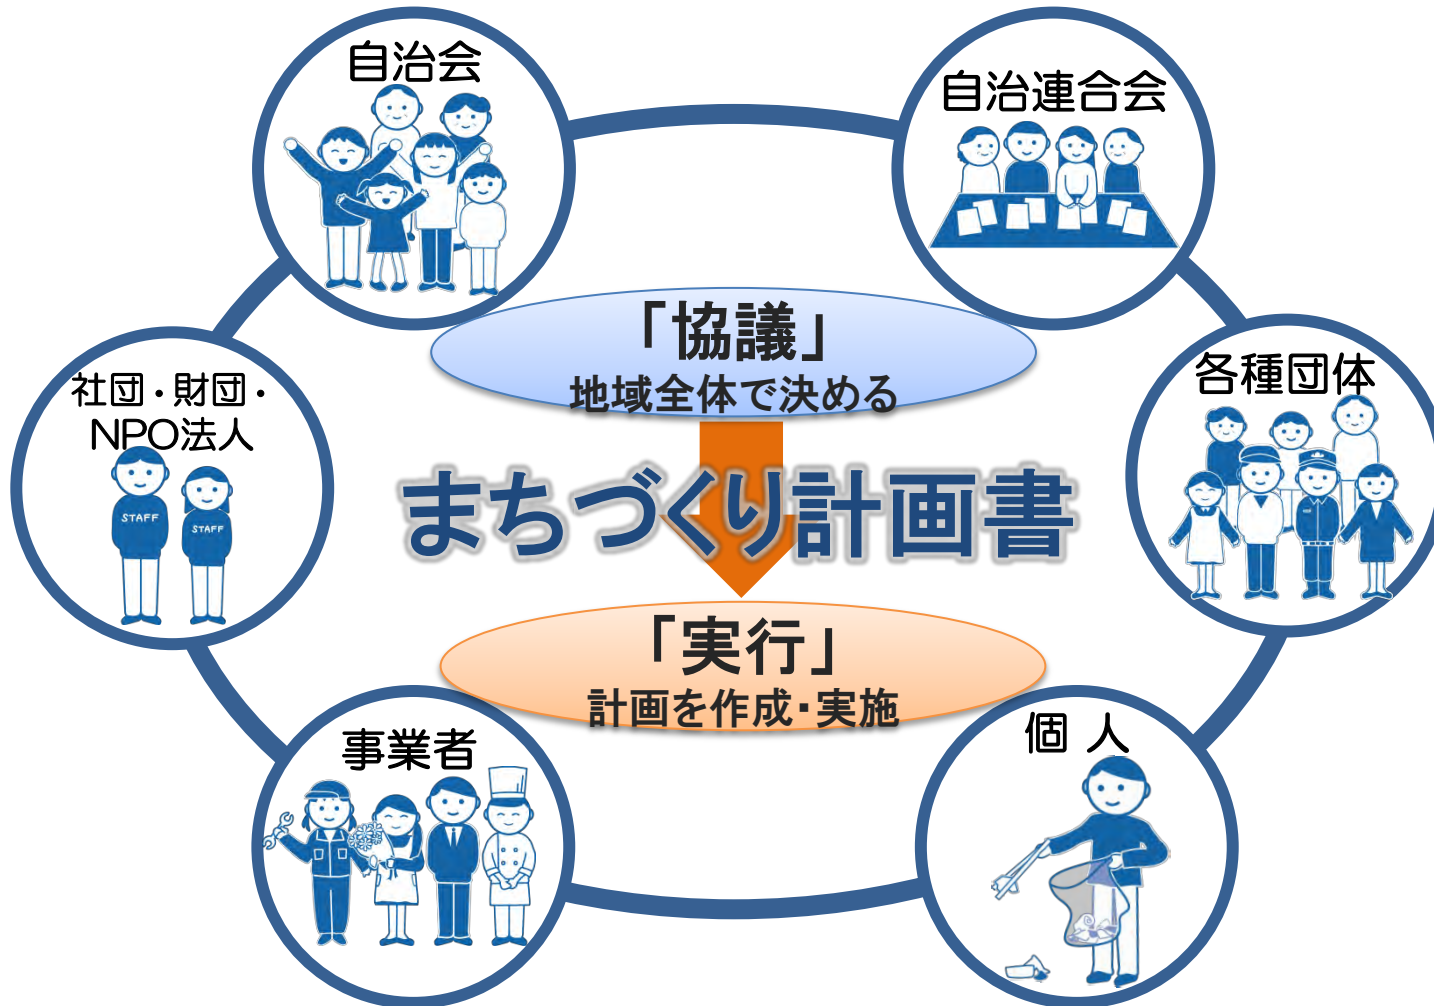 自治会
自治連合会
「協議」
地域全体で決める
社団・財団・
NPO法人
STAFF
STAFF
各種団体
まちづくり計画書
「実行」
計画を作成・実施
事業者
個 人